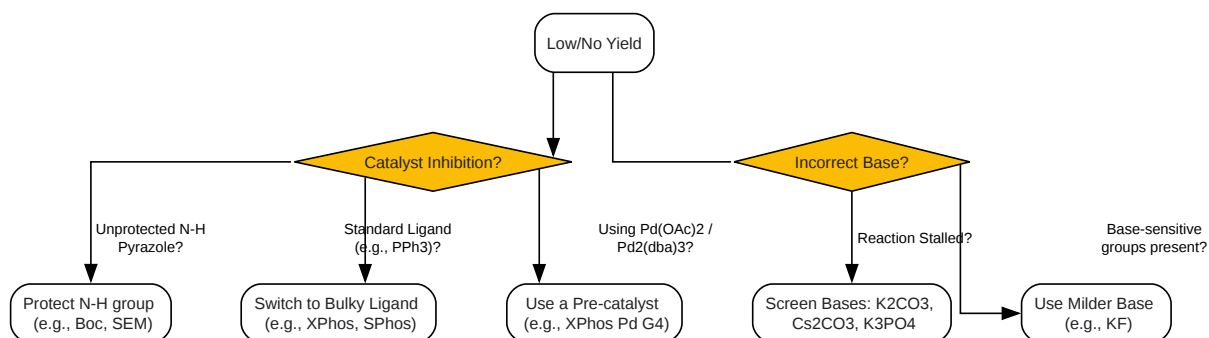 Low/No Yield
Catalyst Inhibition?
Incorrect Base?
Unprotected N-H
Pyrazole?
Standard Ligand
(e.g., PPh3)?
Using Pd(OAc)2 /
Pd2(dba)3?
Reaction Stalled?
Base-sensitive
groups present?
Protect N-H group
(e.g., Boc, SEM)
Switch to Bulky Ligand
(e.g., XPhos, SPhos)
Use a Pre-catalyst
(e.g., XPhos Pd G4)
Screen Bases: K2CO3,
Cs2CO3, K3PO4
Use Milder Base
(e.g., KF)